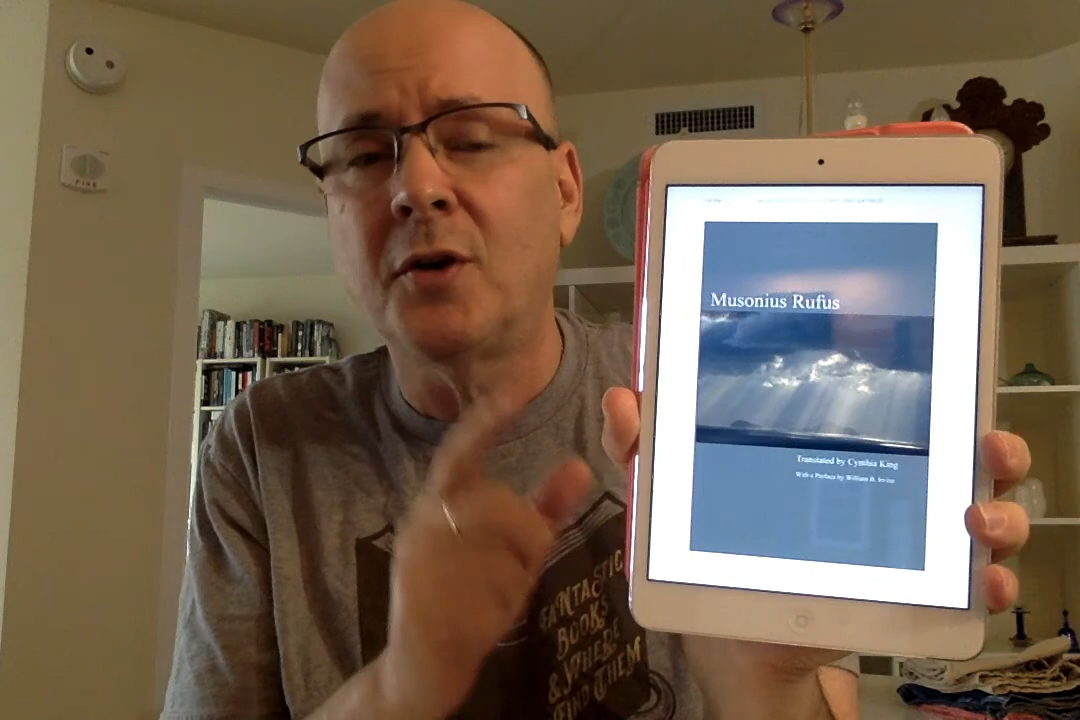 FIRE
Musonius Rufus
Translated by Cynthia King
With a Preface by William B. Irvine
FANTASTIC
BOOKS
& WHERE
TO FIND THEM